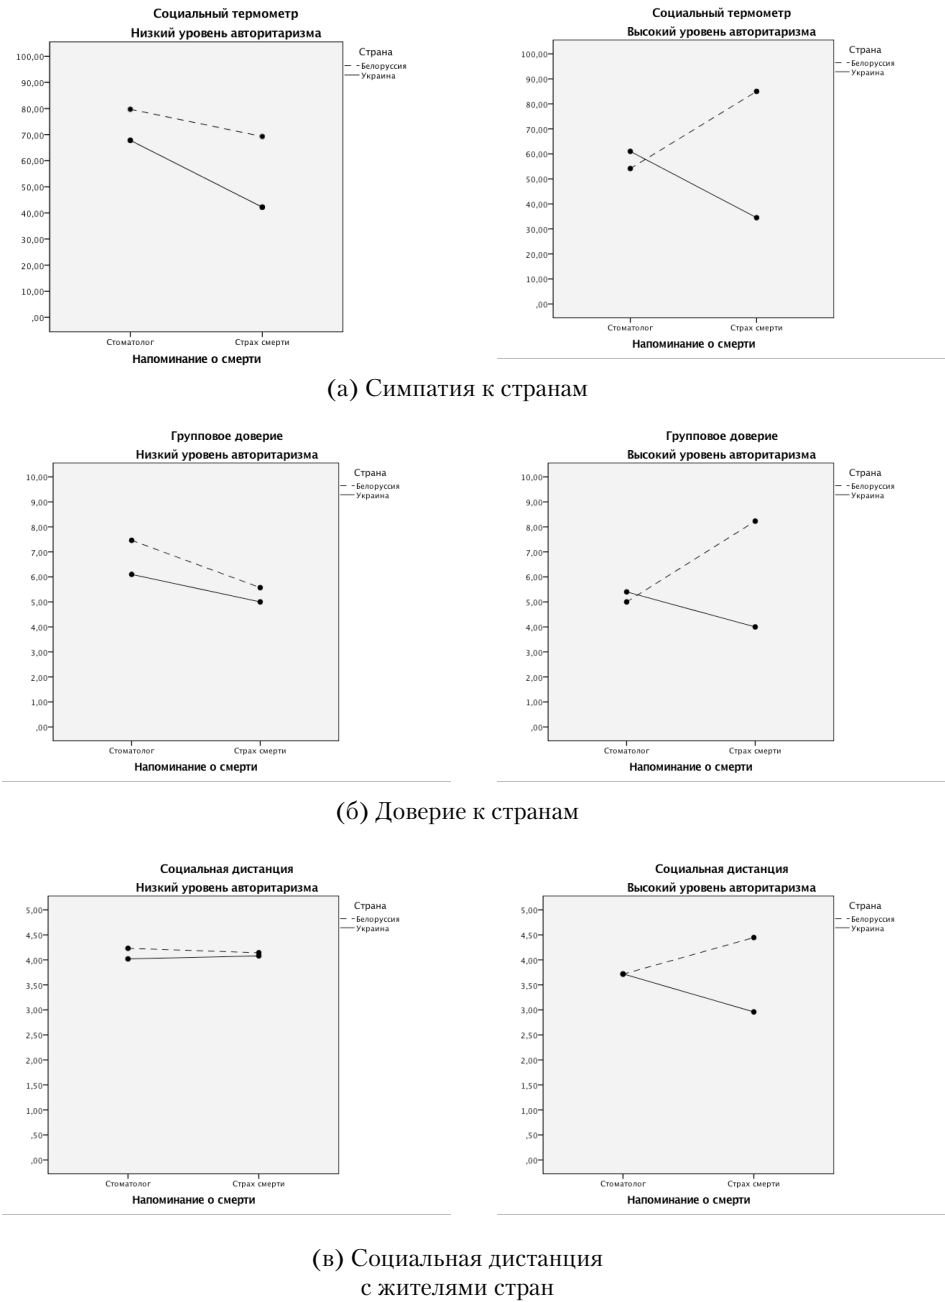 Социальный термометр
Низкий уровень авторитаризма
Страна
Белоруссия
Украина
100,00
90,00
80,00
70,00
60,00
50,00
40,00
30,00
20,00
10,00
,00
Стоматолог
Страх смерти
Напоминание о смерти
Социальный термометр
Высокий уровень авторитаризма
Страна
Белоруссия
Украина
100,00
90,00
80,00
70,00
60,00
50,00
40,00
30,00
20,00
10,00
,00
Стоматолог
Страх смерти
Напоминание о смерти
(а) Симпатия к странам
Групповое доверие
Низкий уровень авторитаризма
Страна
Белоруссия
Украина
10,00
9,00
8,00
7,00
6,00
5,00
4,00
3,00
2,00
1,00
,00
Стоматолог
Страх смерти
Напоминание о смерти
Групповое доверие
Высокий уровень авторитаризма
Страна
Белоруссия
Украина
10,00
9,00
8,00
7,00
6,00
5,00
4,00
3,00
2,00
1,00
,00
Стоматолог
Страх смерти
Напоминание о смерти
(б) Доверие к странам
Социальная дистанция
Низкий уровень авторитаризма
Страна
Белоруссия
Украина
5,00
4,50
4,00
3,50
3,00
2,50
2,00
1,50
1,00
,50
,00
Стоматолог
Страх смерти
Напоминание о смерти
Социальная дистанция
Высокий уровень авторитаризма
Страна
Белоруссия
Украина
5,00
4,50
4,00
3,50
3,00
2,50
2,00
1,50
1,00
,50
,00
Стоматолог
Страх смерти
Напоминание о смерти
(в) Социальная дистанция
с жителями стран